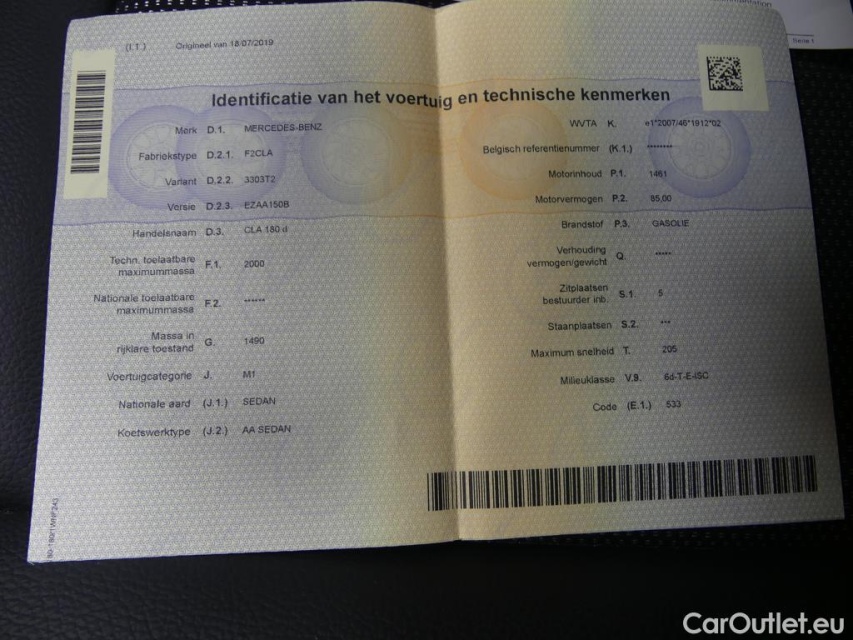 (I.1.) Origineel van 18/07/2019
Identificatie van het voertuig en technische kenmerken
Merk D.1. MERCEDES-BENZ
Fabriekstype D.2.1. F2CLA
Variant D.2.2. 3303T2
Versie D.2.3. EZAA150B
Handelsnaam D.3. CLA 180 d
Techn. toelaatbare
maximummassa F.1. 2000
Nationale toelaatbare
maximummassa F.2. ******
Massa in
rijklare toestand G. 1490
Voertuigcategorie J. M1
Nationale aard (J.1.) SEDAN
Koetswerktype (J.2.) AA SEDAN
WVTA K. e1*2007/46*1912*02
Belgisch referentienummer (K.1.) ********
Motorinhoud P.1. 1461
Motorvermogen P.2. 85,00
Brandstof P.3. GASOLIE
Verhouding
vermogen/gewicht Q. *****
Zitplaatsen
bestuurder inb. S.1. 5
Staanplaatsen S.2. ***
Maximum snelheid T. 205
Milieuklasse V.9. 6d-T-E-ISC
Code (E.1.) 533
CarOutlet.eu